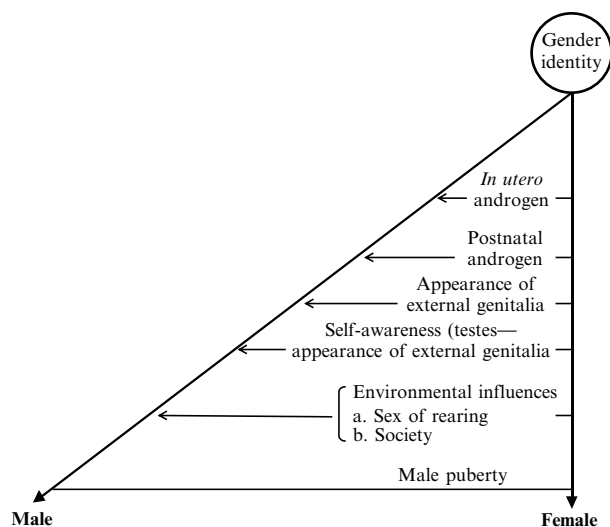 Gender
identity
In utero
androgen
Postnatal
androgen
Appearance of
external genitalia
Self-awareness (testes—
appearance of external genitalia
Environmental influences
a. Sex of rearing
b. Society
Male puberty
Male
Female